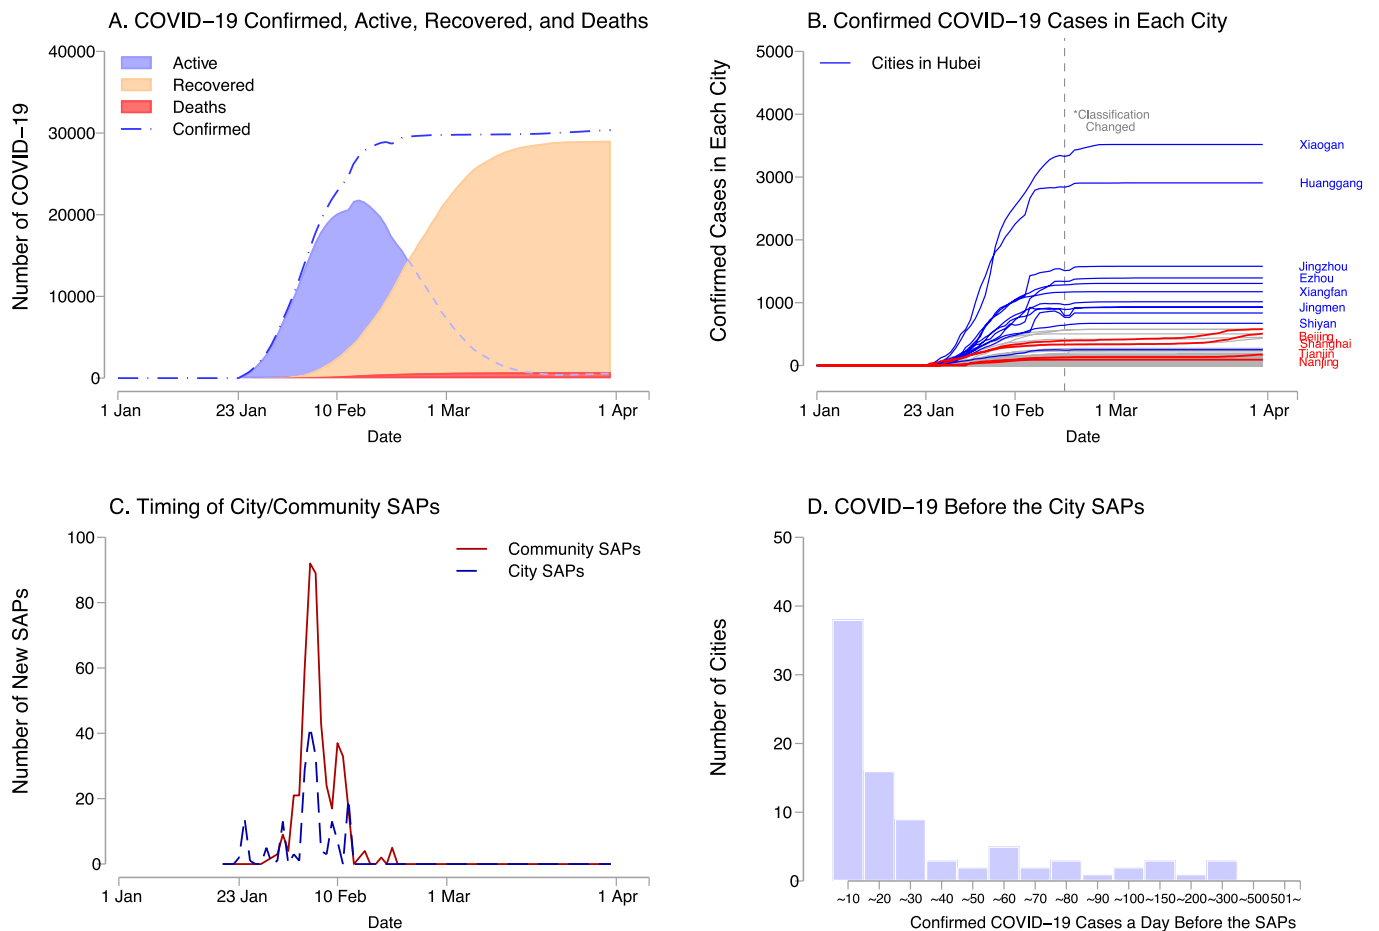 A. COVID−19 Confirmed, Active, Recovered, and Deaths
Number of COVID−19
40000
30000
20000
10000
0
Active
Recovered
Deaths
Confirmed
1 Jan
23 Jan
10 Feb
1 Mar
1 Apr
Date
B. Confirmed COVID−19 Cases in Each City
Confirmed Cases in Each City
5000
4000
3000
2000
1000
0
Cities in Hubei
*Classification
Changed
Xiaogan
Huanggang
Jingzhou
Ezhou
Xiangfan
Jingmen
Shiyan
Beijing
Shanghai
Tianjin
Nanjing
1 Jan
23 Jan
10 Feb
1 Mar
1 Apr
Date
C. Timing of City/Community SAPs
Number of New SAPs
100
80
60
40
20
0
Community SAPs
City SAPs
1 Jan
23 Jan
10 Feb
1 Mar
1 Apr
Date
D. COVID−19 Before the City SAPs
Number of Cities
50
40
30
20
10
0
~10 ~20 ~30 ~40 ~50 ~60 ~70 ~80 ~90 ~100 ~150 ~200 ~300 ~500 501~
Confirmed COVID−19 Cases a Day Before the SAPs